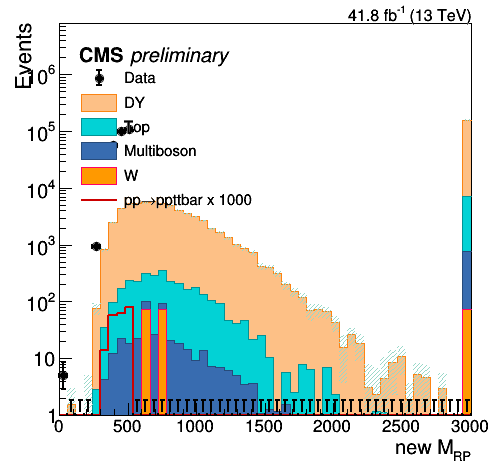 41.8 fb⁻¹ (13 TeV)
Events
CMS preliminary
Data
DY
Top
Multiboson
W
pp→ppttbar x 1000
10⁶
10⁵
10⁴
10³
10²
10
1
0 500 1000 1500 2000 2500 3000
new M_RP